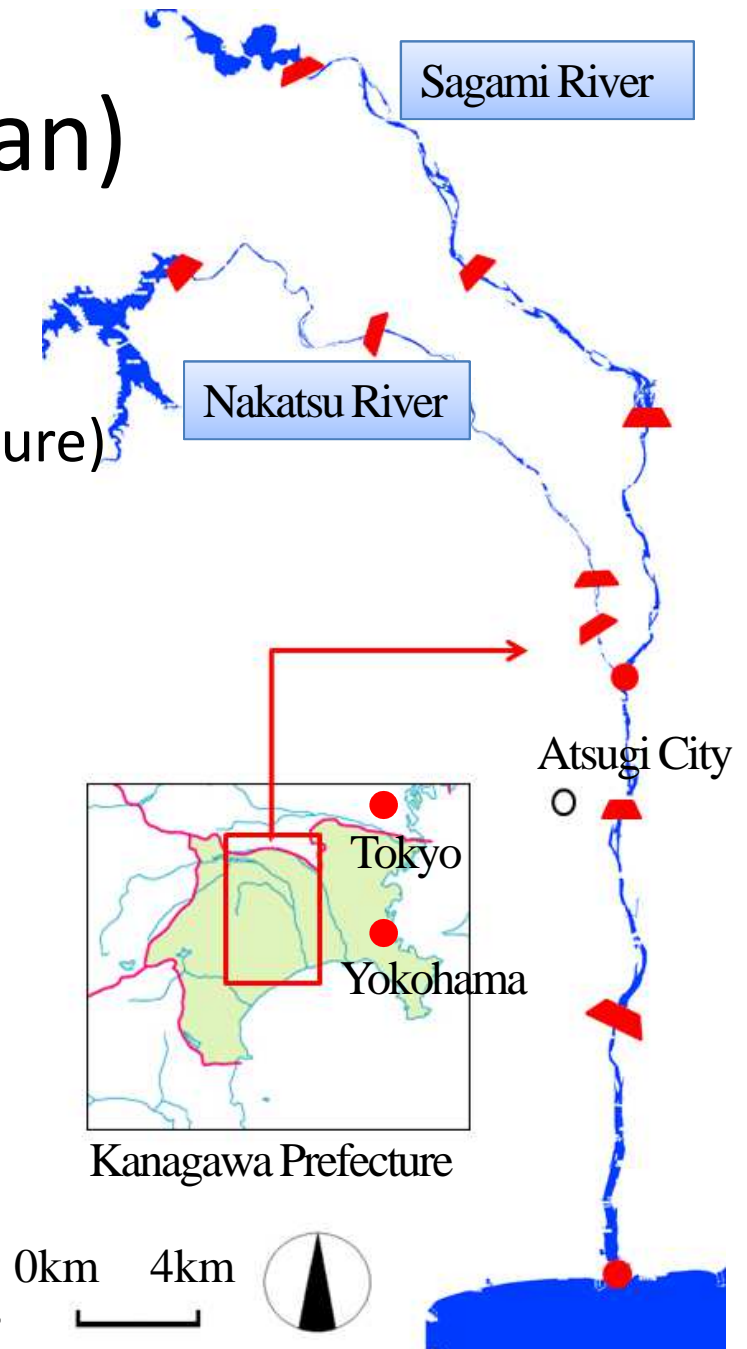 Sagami River
an)
Nakatsu River
ure)
Atsugi City
Tokyo
Yokohama
Kanagawa Prefecture
0km 4km